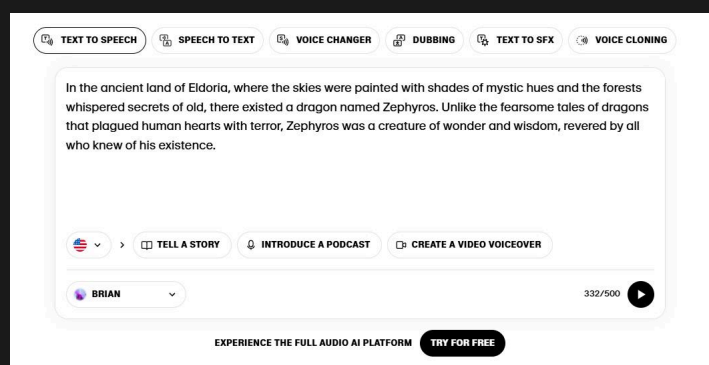 TEXT TO SPEECH
SPEECH TO TEXT
VOICE CHANGER
DUBBING
TEXT TO SFX
VOICE CLONING
In the ancient land of Eldoria, where the skies were painted with shades of mystic hues and the forests
whispered secrets of old, there existed a dragon named Zephyros. Unlike the fearsome tales of dragons
that plagued human hearts with terror, Zephyros was a creature of wonder and wisdom, revered by all
who knew of his existence.
TELL A STORY
INTRODUCE A PODCAST
CREATE A VIDEO VOICEOVER
BRIAN
332/500
EXPERIENCE THE FULL AUDIO AI PLATFORM
TRY FOR FREE